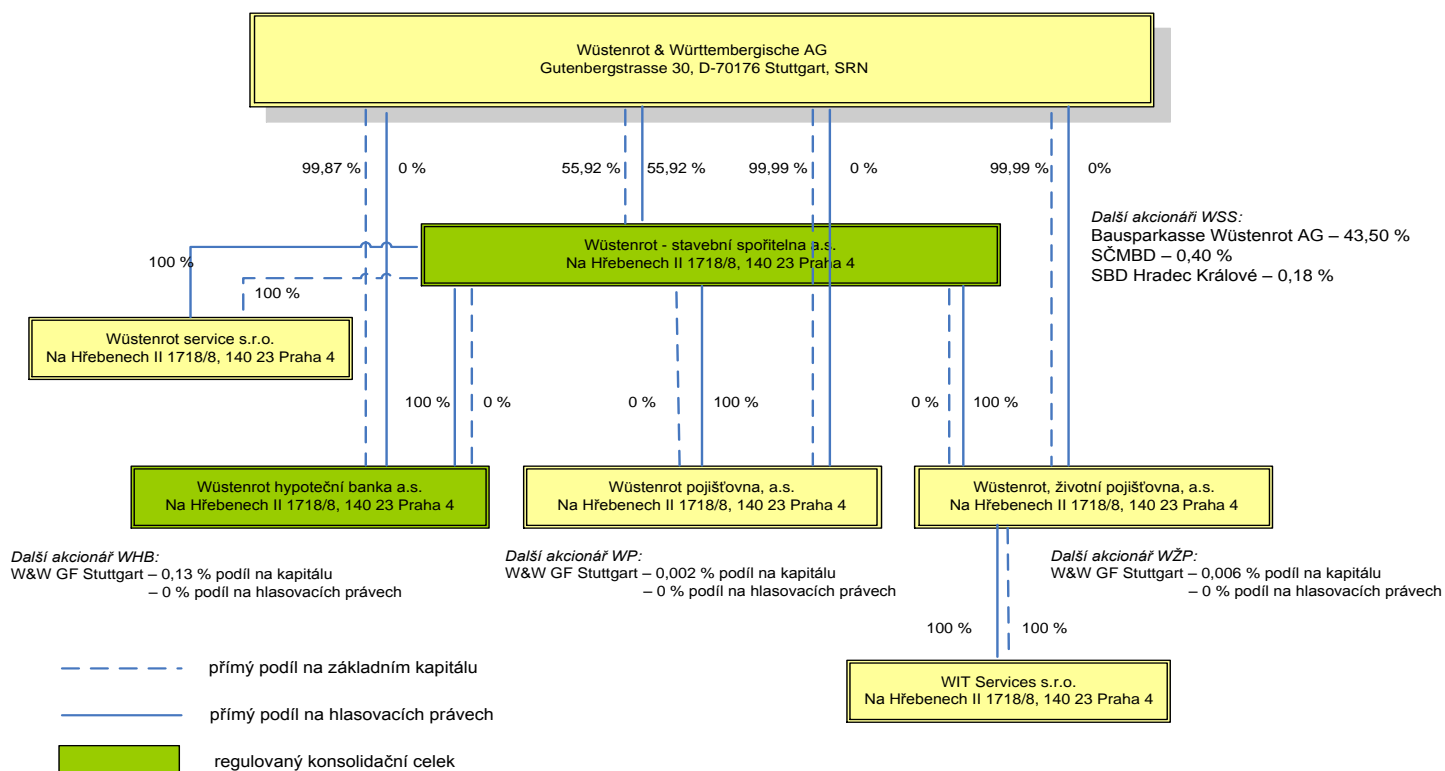 Wüstenrot & Württembergische AG
Gutenbergstrasse 30, D-70176 Stuttgart, SRN
99,87 %
0 %
55,92 %
55,92 %
99,99 %
0 %
99,99 %
0%
Další akcionáři WSS:
Bausparkasse Wüstenrot AG – 43,50 %
SČMBD – 0,40 %
SBD Hradec Králové – 0,18 %
Wüstenrot - stavební spořitelna a.s.
Na Hřebenech II 1718/8, 140 23 Praha 4
100 %
100 %
Wüstenrot service s.r.o.
Na Hřebenech II 1718/8, 140 23 Praha 4
100 %
0 %
0 %
100 %
0 %
100 %
Wüstenrot hypoteční banka a.s.
Na Hřebenech II 1718/8, 140 23 Praha 4
Wüstenrot pojišťovna, a.s.
Na Hřebenech II 1718/8, 140 23 Praha 4
Wüstenrot, životní pojišťovna, a.s.
Na Hřebenech II 1718/8, 140 23 Praha 4
Další akcionář WHB:
W&W GF Stuttgart – 0,13 % podíl na kapitálu
– 0 % podíl na hlasovacích právech
Další akcionář WP:
W&W GF Stuttgart – 0,002 % podíl na kapitálu
– 0 % podíl na hlasovacích právech
Další akcionář WŽP:
W&W GF Stuttgart – 0,006 % podíl na kapitálu
– 0 % podíl na hlasovacích právech
100 %
100 %
WIT Services s.r.o.
Na Hřebenech II 1718/8, 140 23 Praha 4
přímý podíl na základním kapitálu
přímý podíl na hlasovacích právech
regulovaný konsolidační celek